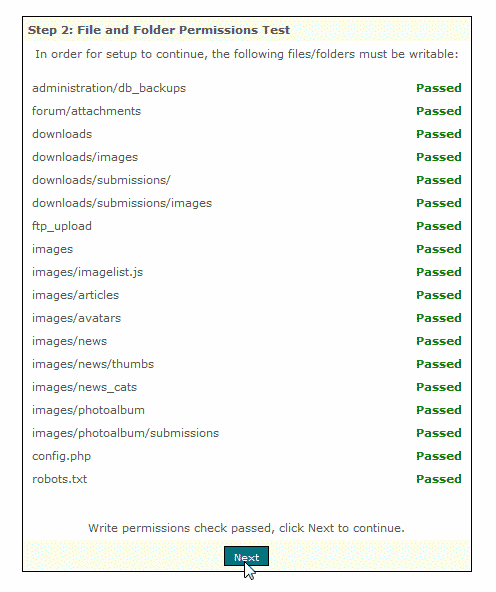 Step 2: File and Folder Permissions Test
In order for setup to continue, the following files/folders must be writable:
administration/db_backups Passed
forum/attachments Passed
downloads Passed
downloads/images Passed
downloads/submissions/ Passed
downloads/submissions/images Passed
ftp_upload Passed
images Passed
images/imagelist.js Passed
images/articles Passed
images/avatars Passed
images/news Passed
images/news/thumbs Passed
images/news_cats Passed
images/photoalbum Passed
images/photoalbum/submissions Passed
config.php Passed
robots.txt Passed
Write permissions check passed, click Next to continue.
Next